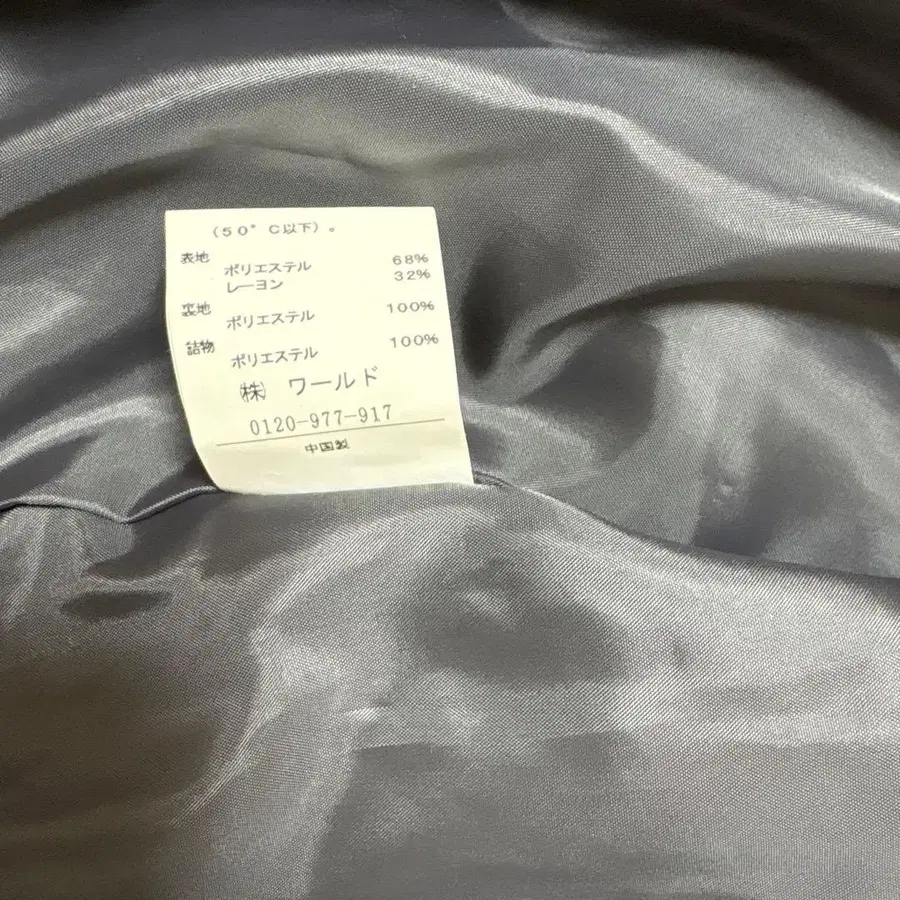 (50°C以下)。
表地
ポリエステル 68%
レーヨン 32%
裏地
ポリエステル 100%
詰物
ポリエステル 100%
㈱ ワールド
0120-977-917
中国製